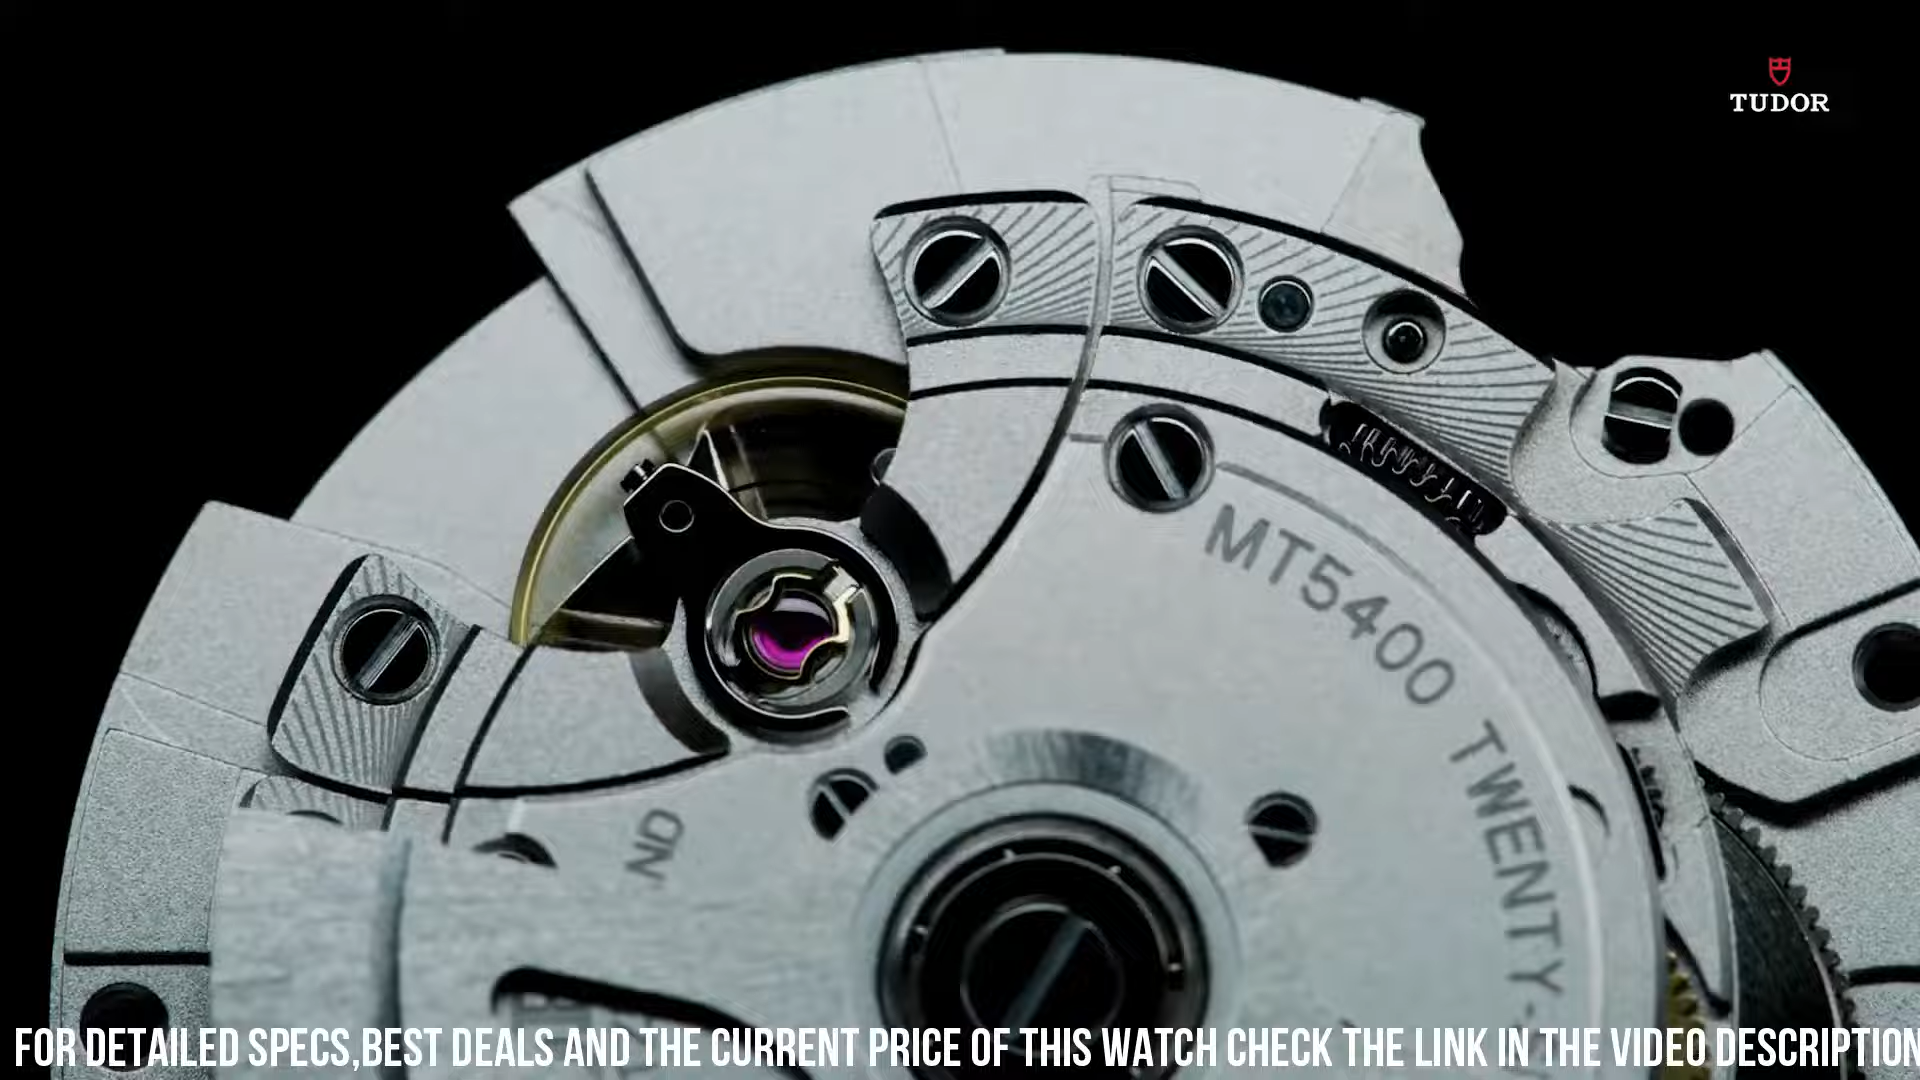 TUDOR
MT5400 TWENTY-
ND
FOR DETAILED SPECS,BEST DEALS AND THE CURRENT PRICE OF THIS WATCH CHECK THE LINK IN THE VIDEO DESCRIPTION